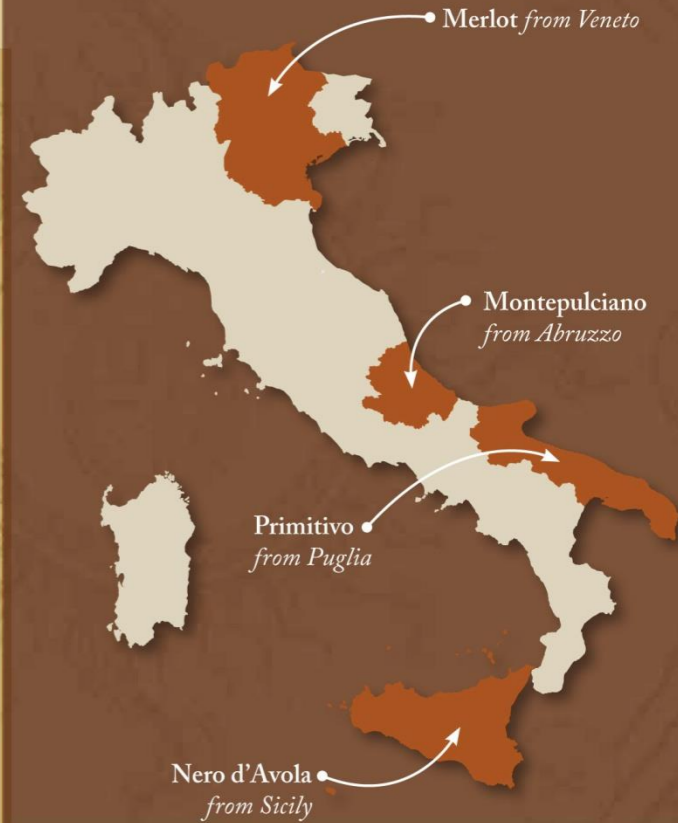 Merlot from Veneto
Montepulciano
from Abruzzo
Primitivo
from Puglia
Nero d'Avola
from Sicily